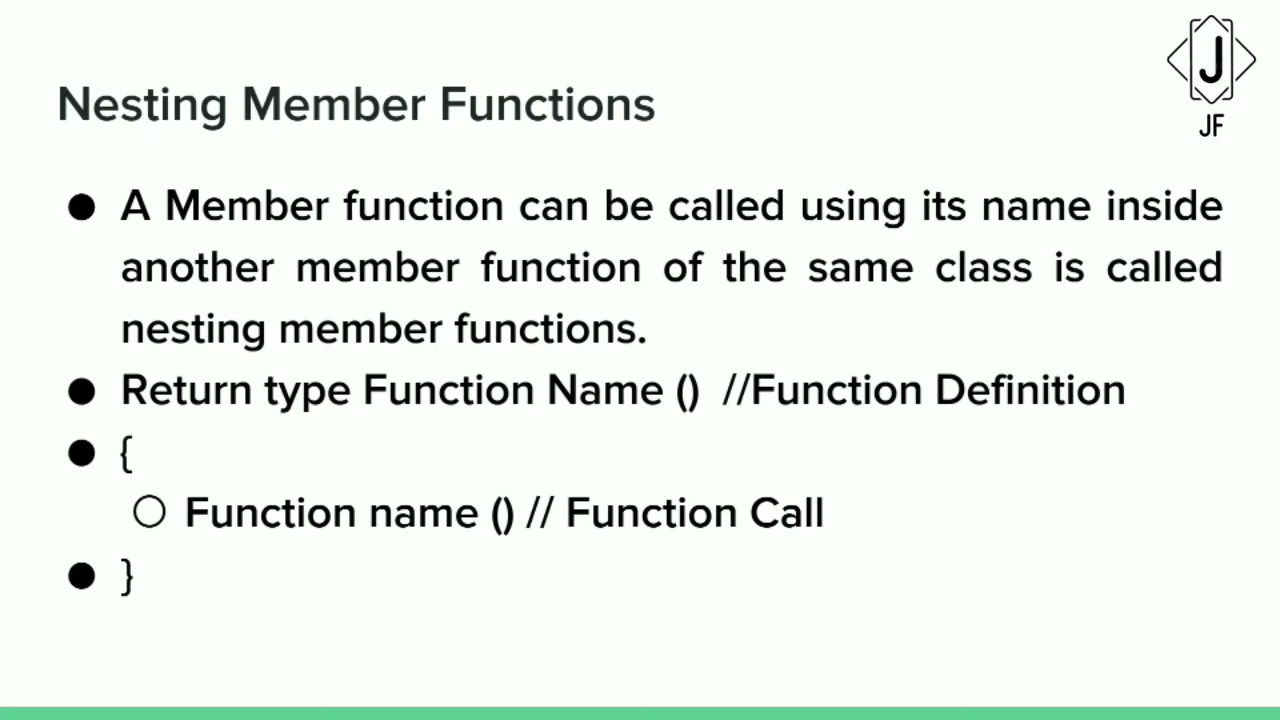 J
JF
Nesting Member Functions
● A Member function can be called using its name inside
another member function of the same class is called
nesting member functions.
● Return type Function Name () //Function Definition
● {
○ Function name () // Function Call
● }